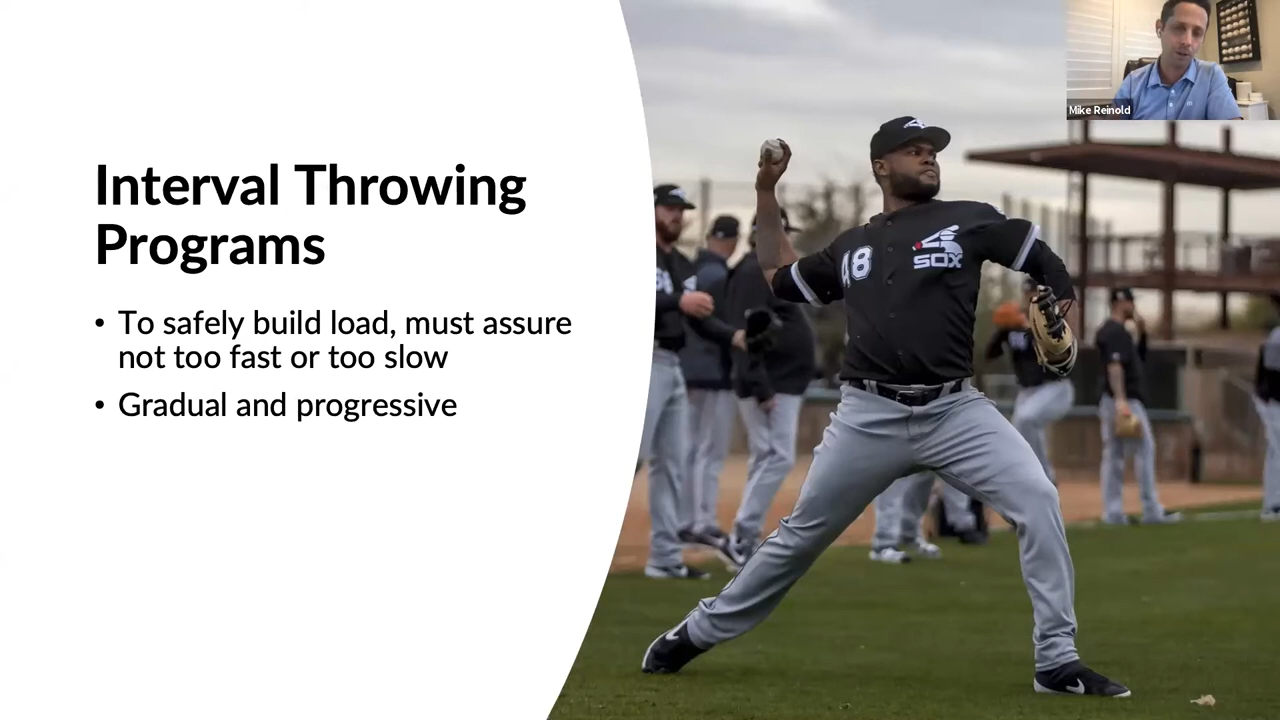 Mike Reinold
Interval Throwing
Programs
• To safely build load, must assure
not too fast or too slow
• Gradual and progressive
48
SOX